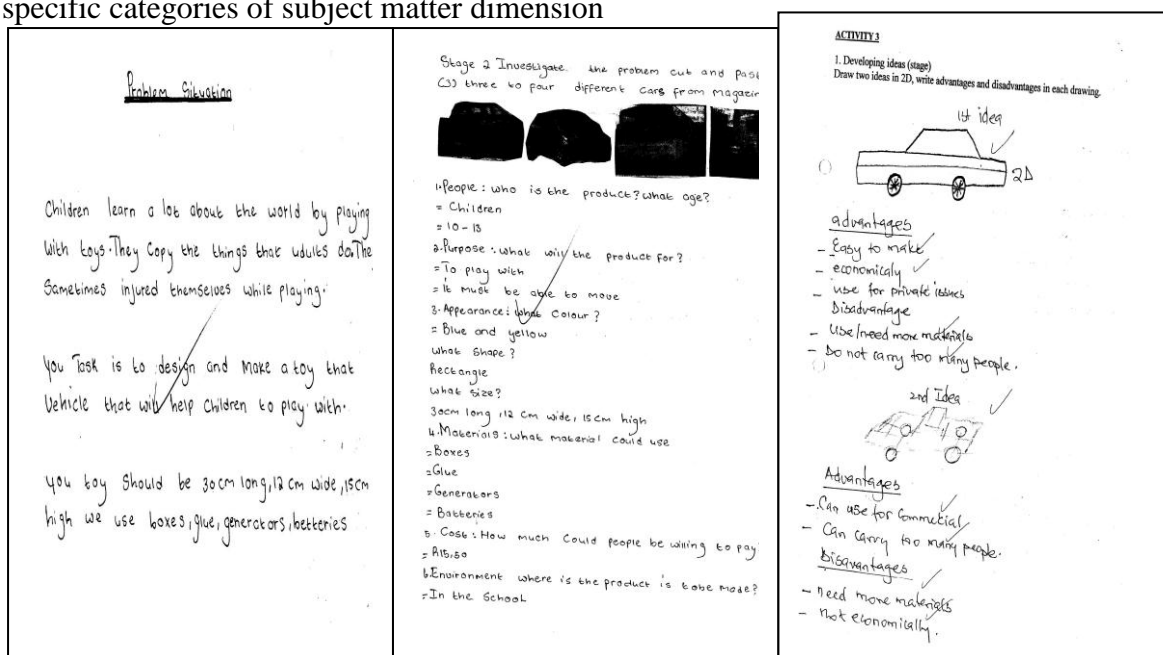 specific categories of subject matter dimension
Problem Situation
Children learn a lot about the world by playing
with toys. They copy the things that udults do. The
Sametimes injured themselves while playing.
you Task is to design and make a toy that
Vehicle that will help children to play with.
you toy Should be 30cm long, 12 cm wide, 15cm
high we use boxes, glue, generators, betteries
Stage 2 Investigate the problem cut and Past
(3) three to pour different cars from magazin
1. People: who is the product? what age?
= Children
= 10-13
2. Purpose: what will the product for?
= To play with
= It must be able to move
3. Appearance: what Colour?
= Blue and yellow
what Shape?
Rectangle
what size?
30cm long, 12 cm wide, 15cm high
4. Materials: what material could use
= Boxes
= Glue
= Generators
= Batteries
5. Cost: How much could people be willing to pay
= R15,50
6. Environment where is the product is tobe made?
= In the School
ACTIVITY 3
1. Developing ideas (stage)
Draw two ideas in 2D, write advantages and disadvantages in each drawing.
1st idea
2D
advantages
- Easy to make
- economicaly
- use for private issues
Disadvantage
- Use/need more materials
- Do not carry too many people.
2nd Idea
Advantages
- Can use for Commercial
- Can carry too many people.
Disavantages
- need more materials
- not economically.